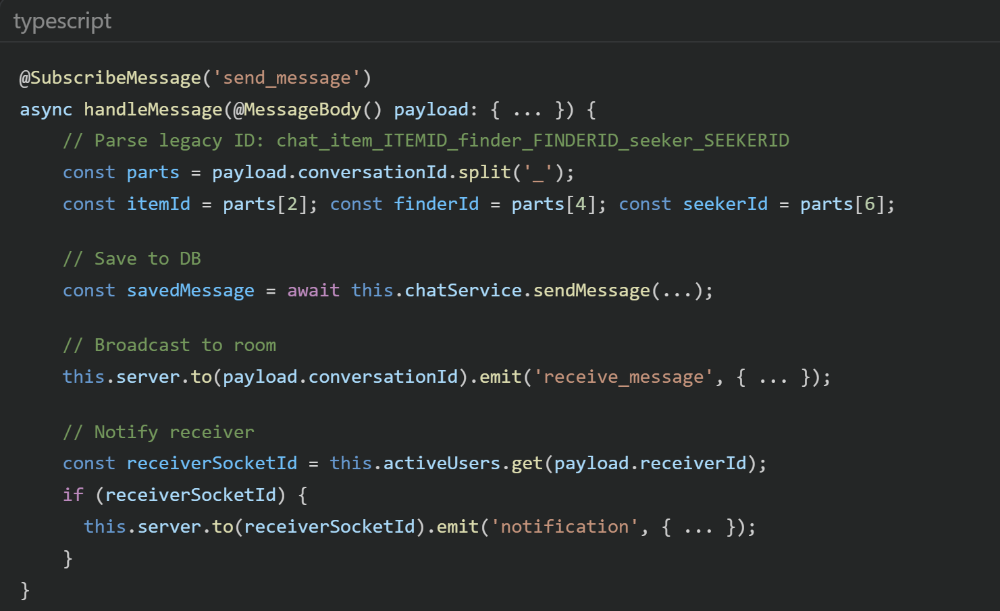 typescript
@SubscribeMessage('send_message')
async handleMessage(@MessageBody() payload: { ... }) {
    // Parse legacy ID: chat_item_ITEMID_finder_FINDERID_seeker_SEEKERID
    const parts = payload.conversationId.split('_');
    const itemId = parts[2]; const finderId = parts[4]; const seekerId = parts[6];

    // Save to DB
    const savedMessage = await this.chatService.sendMessage(...);

    // Broadcast to room
    this.server.to(payload.conversationId).emit('receive_message', { ... });

    // Notify receiver
    const receiverSocketId = this.activeUsers.get(payload.receiverId);
    if (receiverSocketId) {
      this.server.to(receiverSocketId).emit('notification', { ... });
    }
}